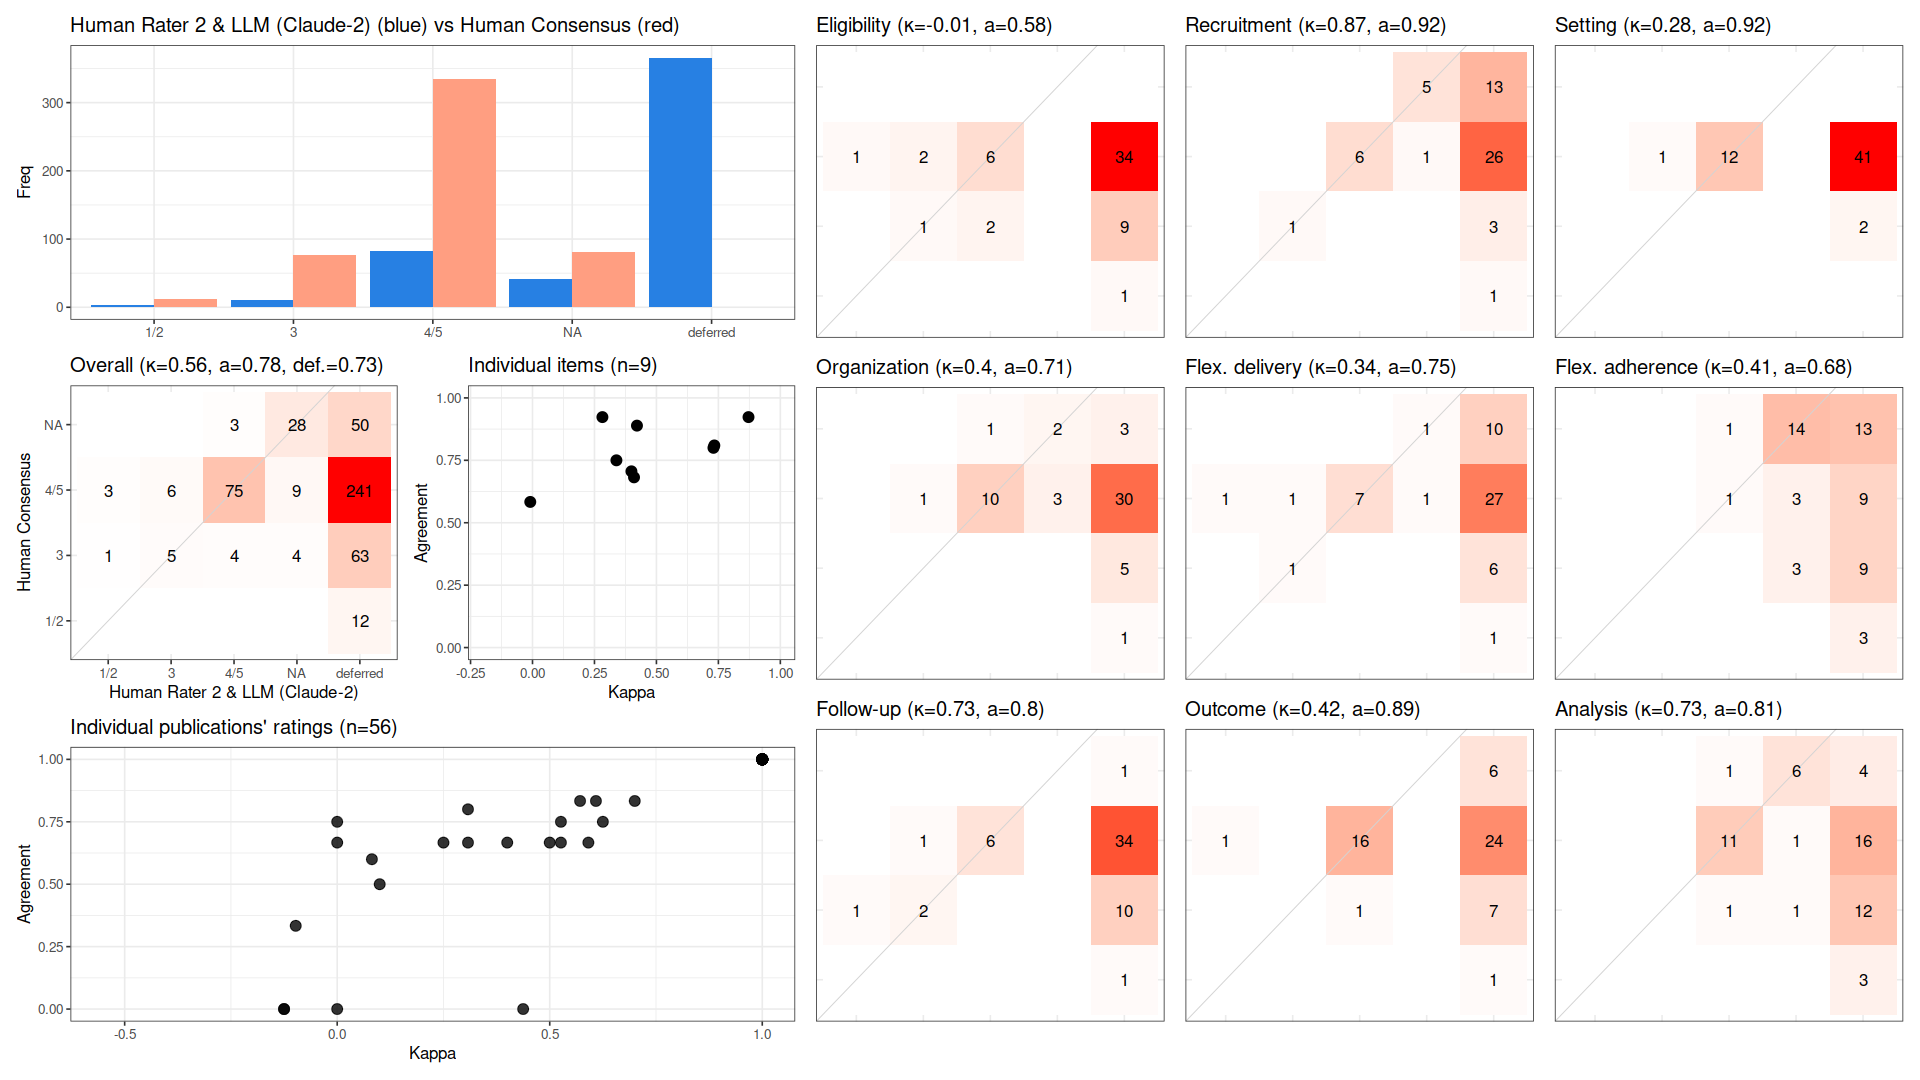 Human Rater 2 & LLM (Claude-2) (blue) vs Human Consensus (red)
Freq
300
200
100
0
1/2 3 4/5 NA deferred
Overall (κ=0.56, a=0.78, def.=0.73)
Human Consensus
NA 3 28 50
4/5 3 6 75 9 241
3 1 5 4 4 63
1/2 12
1/2 3 4/5 NA deferred
Human Rater 2 & LLM (Claude-2)
Individual items (n=9)
Agreement
1.00
0.75
0.50
0.25
0.00
-0.25 0.00 0.25 0.50 0.75 1.00
Kappa
Individual publications' ratings (n=56)
Agreement
1.00
0.75
0.50
0.25
0.00
-0.5 0.0 0.5 1.0
Kappa
Eligibility (κ=-0.01, a=0.58)
1 2 6 34
1 2 9
1
Recruitment (κ=0.87, a=0.92)
5 13
6 1 26
1 3
1
Setting (κ=0.28, a=0.92)
1 12 41
2
Organization (κ=0.4, a=0.71)
1 2 3
1 10 3 30
5
1
Flex. delivery (κ=0.34, a=0.75)
1 10
1 1 7 1 27
1 6
1
Flex. adherence (κ=0.41, a=0.68)
1 14 13
1 3 9
3 9
3
Follow-up (κ=0.73, a=0.8)
1
1 6 34
1 2 10
1
Outcome (κ=0.42, a=0.89)
6
1 16 24
1 7
1
Analysis (κ=0.73, a=0.81)
1 6 4
11 1 16
1 1 12
3